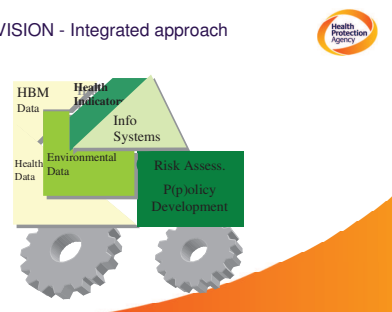 VISION - Integrated approach
Health
Protection
Agency
HBM
Data
Health
Indicators
Info
Systems
Health
Data
Environmental
Data
Risk Assess.
P(p)olicy
Development